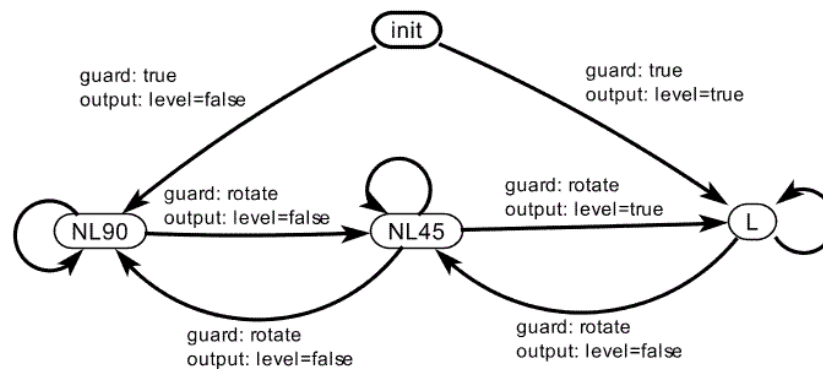 init
guard: true
output: level=false
guard: true
output: level=true
guard: rotate
output: level=false
guard: rotate
output: level=true
NL90
NL45
L
guard: rotate
output: level=false
guard: rotate
output: level=false